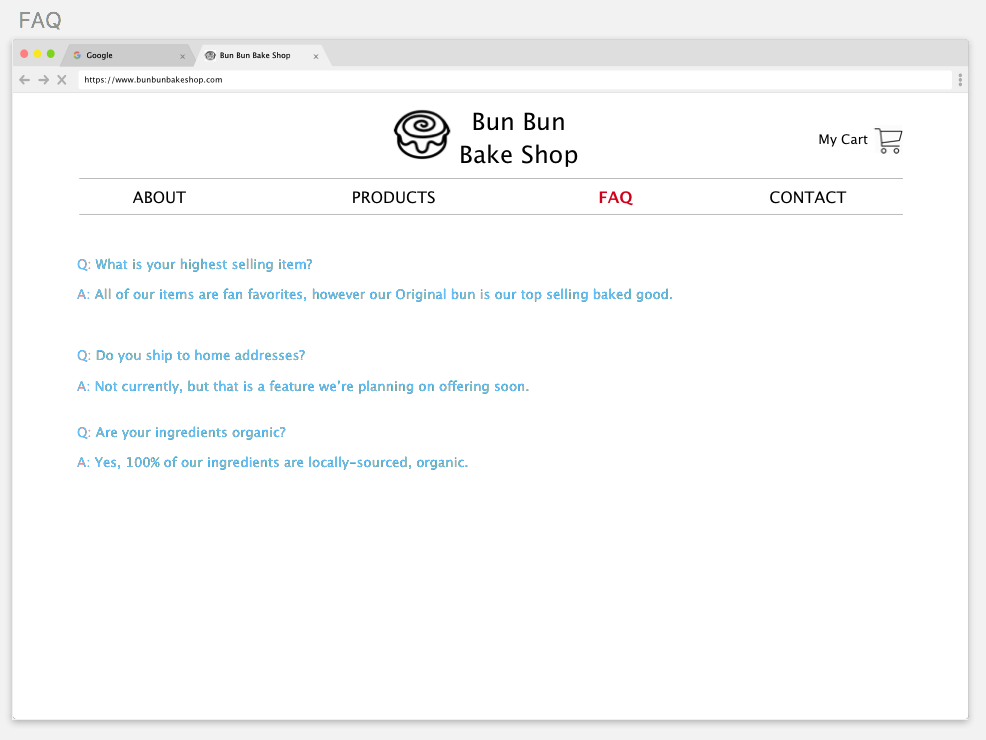 FAQ
Google
Bun Bun Bake Shop
https://www.bunbunbakeshop.com
Bun Bun
Bake Shop
My Cart
ABOUT PRODUCTS FAQ CONTACT
Q: What is your highest selling item?
A: All of our items are fan favorites, however our Original bun is our top selling baked good.
Q: Do you ship to home addresses?
A: Not currently, but that is a feature we’re planning on offering soon.
Q: Are your ingredients organic?
A: Yes, 100% of our ingredients are locally-sourced, organic.